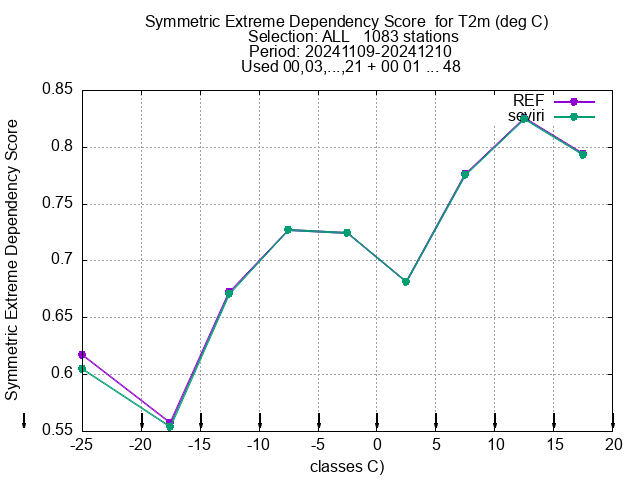 Symmetric Extreme Dependency Score for T2m (deg C)
Selection: ALL 1083 stations
Period: 20241109-20241210
Used 00,03,...,21 + 00 01 ... 48
Symmetric Extreme Dependency Score
0.85
0.8
0.75
0.7
0.65
0.6
0.55
REF
seviri
-25 -20 -15 -10 -5 0 5 10 15 20
classes C)